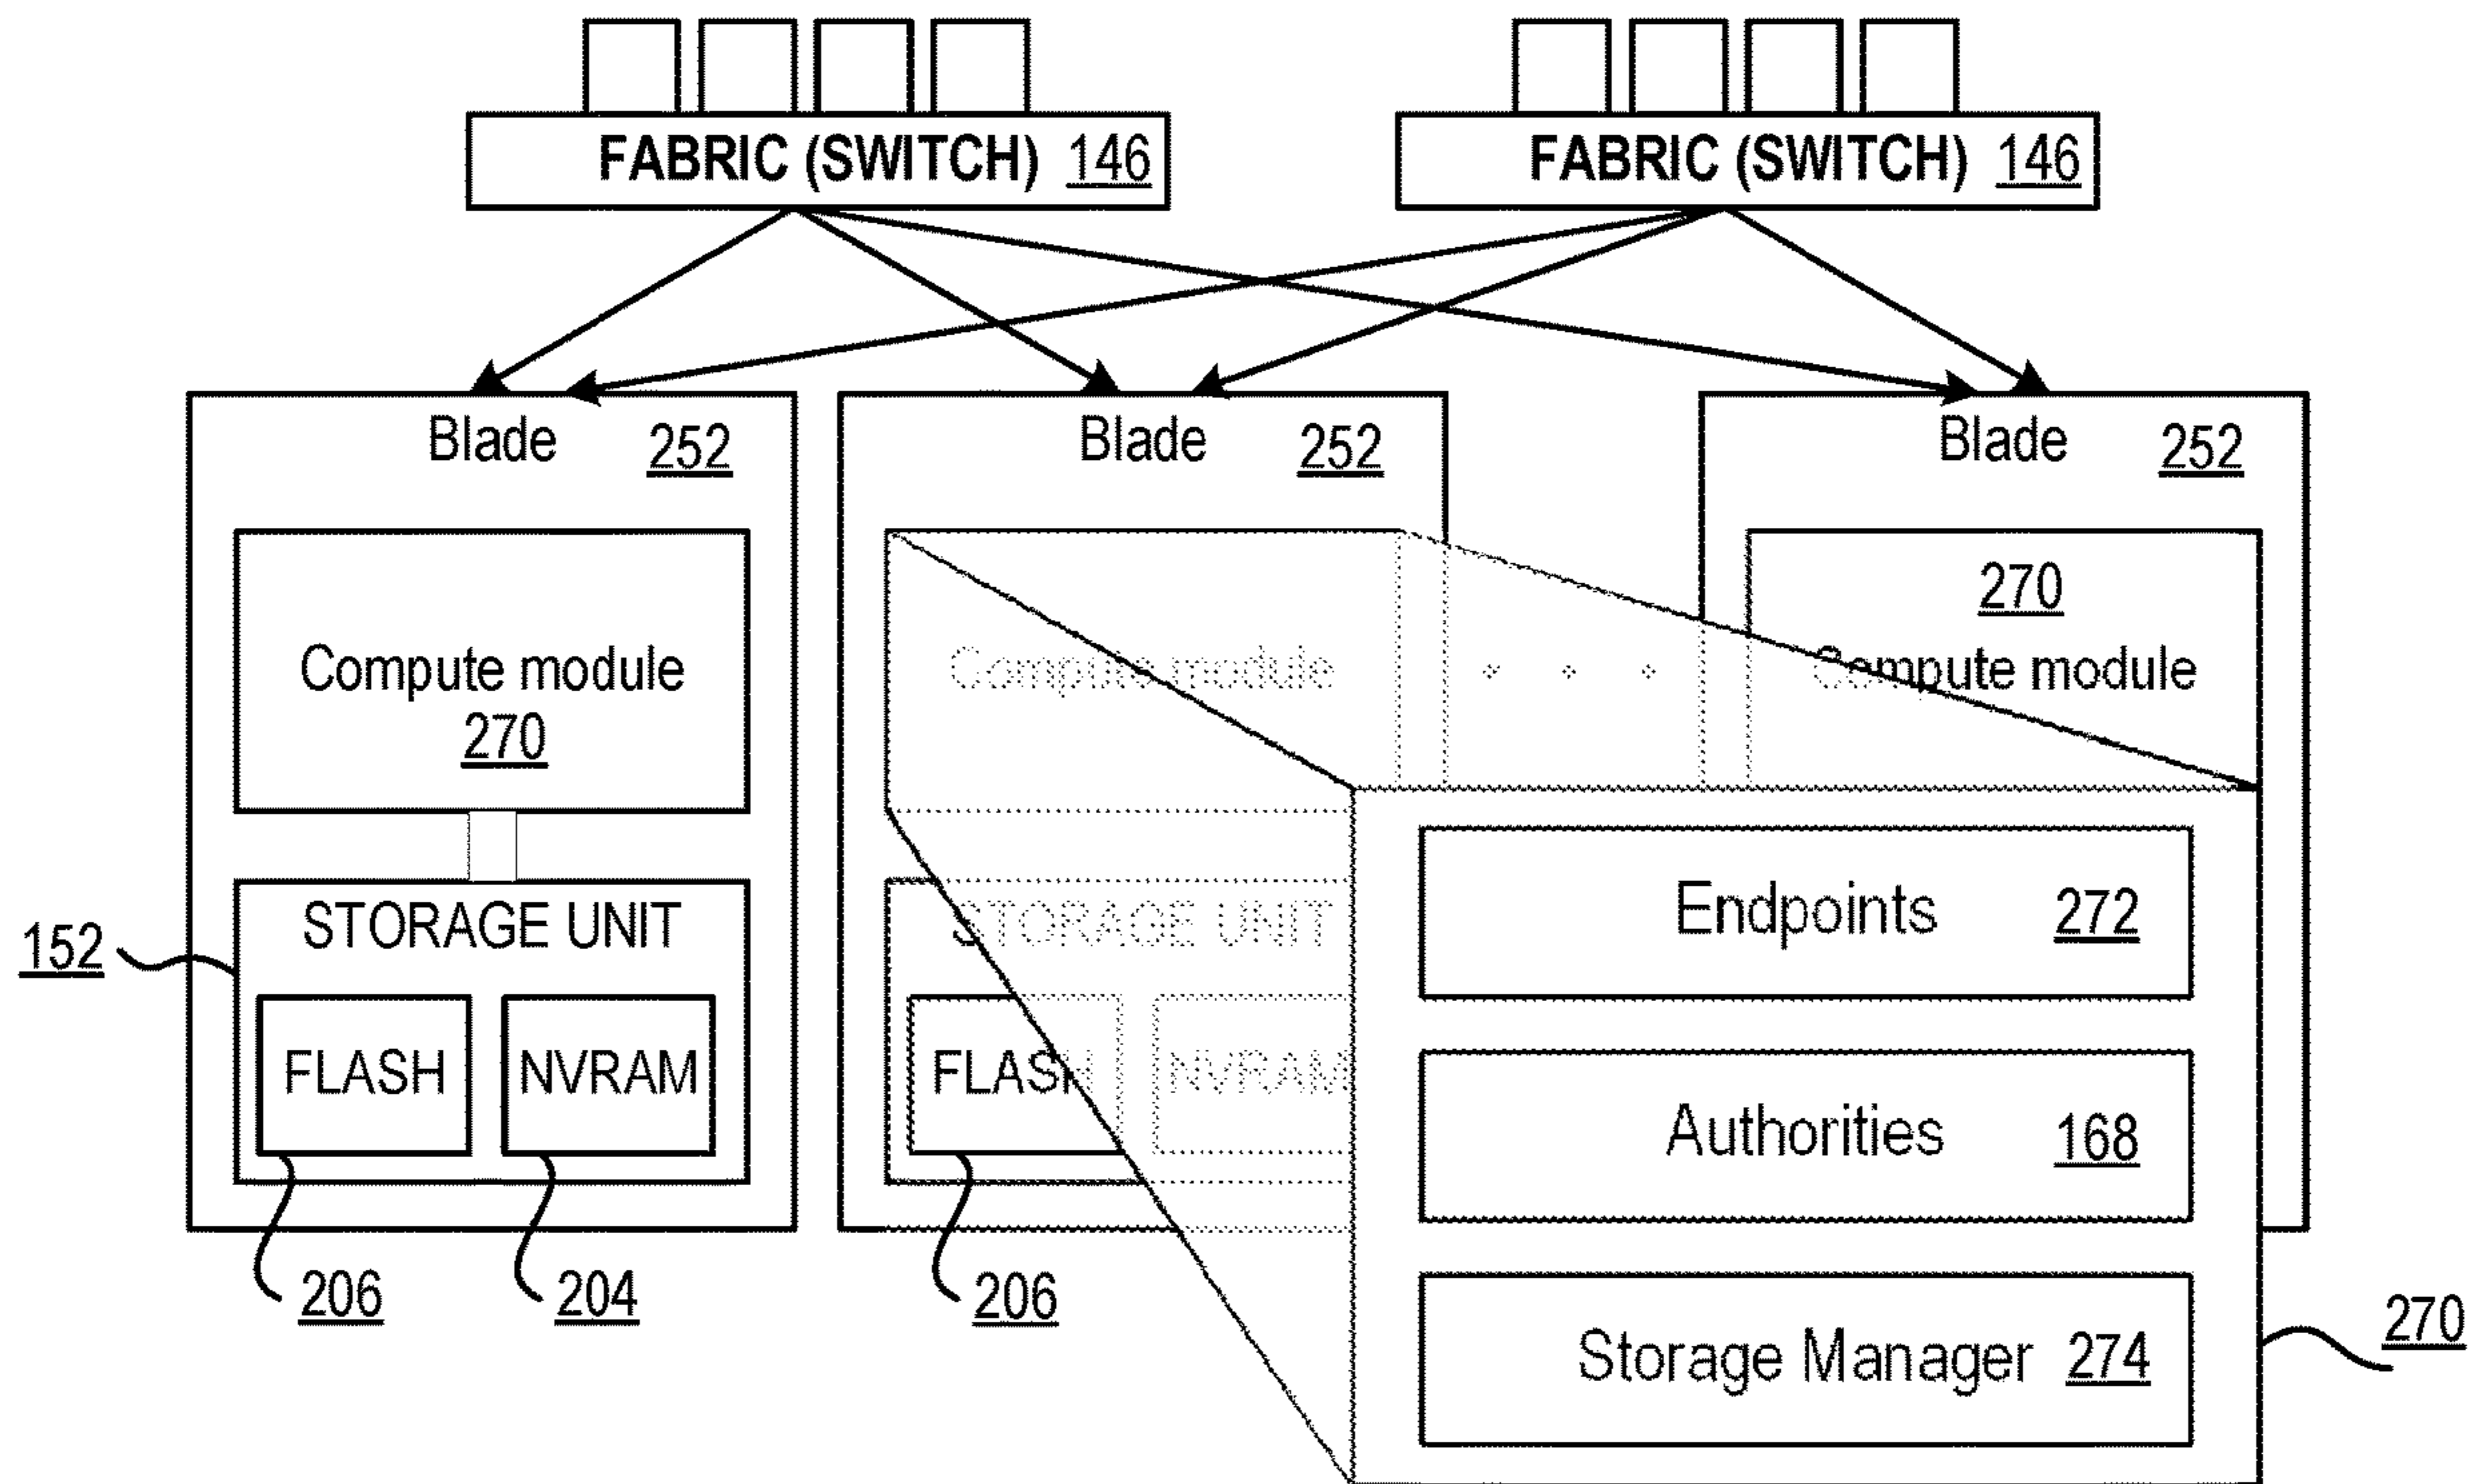 FABRIC (SWITCH) 146
FABRIC (SWITCH) 146
Blade 252
Blade 252
Blade 252
Compute module
270
Compute module
. . .
270
Compute module
152
STORAGE UNIT
FLASH
NVRAM
206
204
STORAGE UNIT
FLASH
NVRAM
206
Endpoints 272
Authorities 168
Storage Manager 274
270